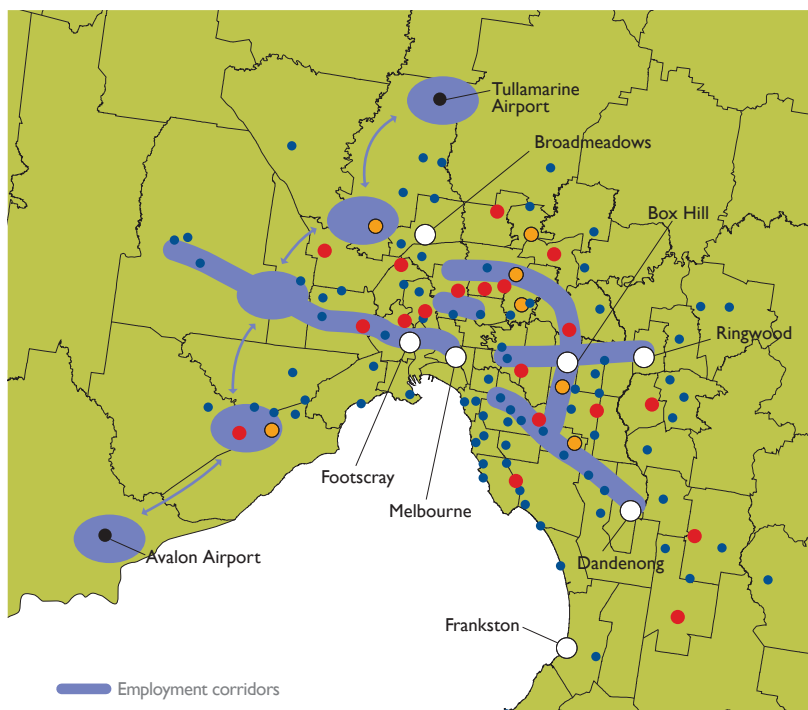 Tullamarine
Airport
Broadmeadows
Box Hill
Ringwood
Footscray
Melbourne
Avalon Airport
Dandenong
Frankston
Employment corridors